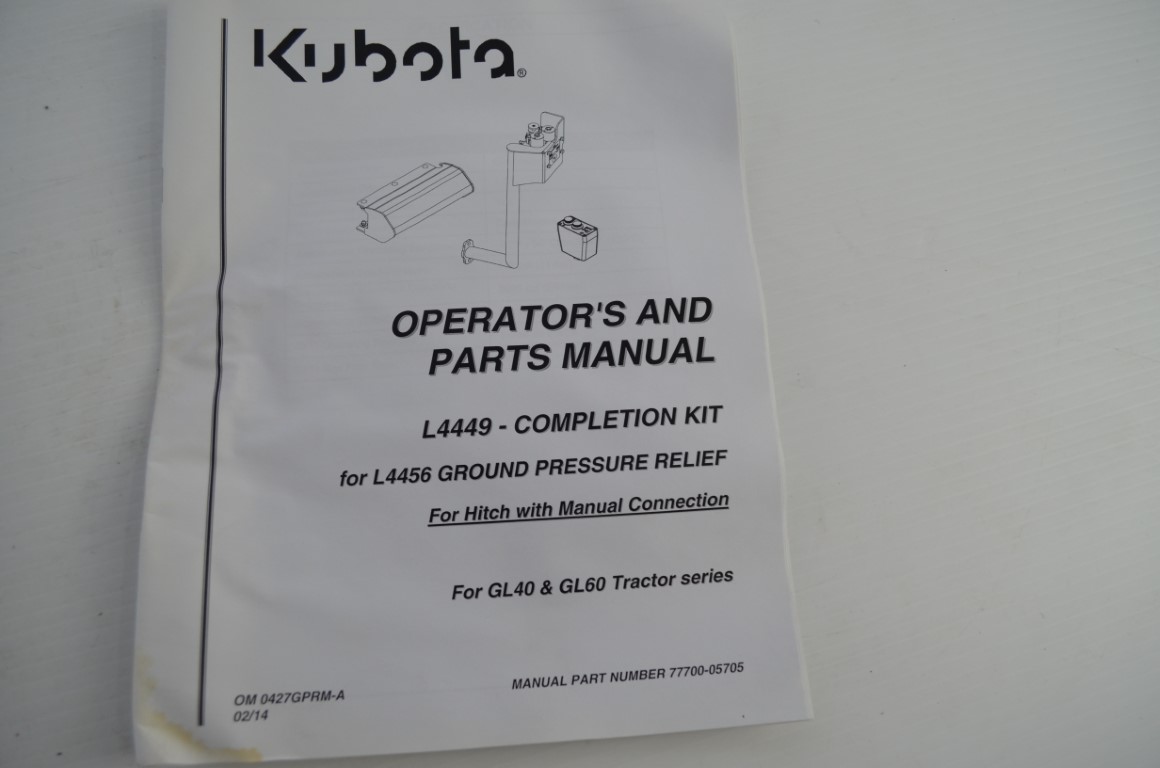 Kubota®
OPERATOR'S AND
PARTS MANUAL
L4449 - COMPLETION KIT
for L4456 GROUND PRESSURE RELIEF
For Hitch with Manual Connection
For GL40 & GL60 Tractor series
OM 0427GPRM-A
02/14
MANUAL PART NUMBER 77700-05705